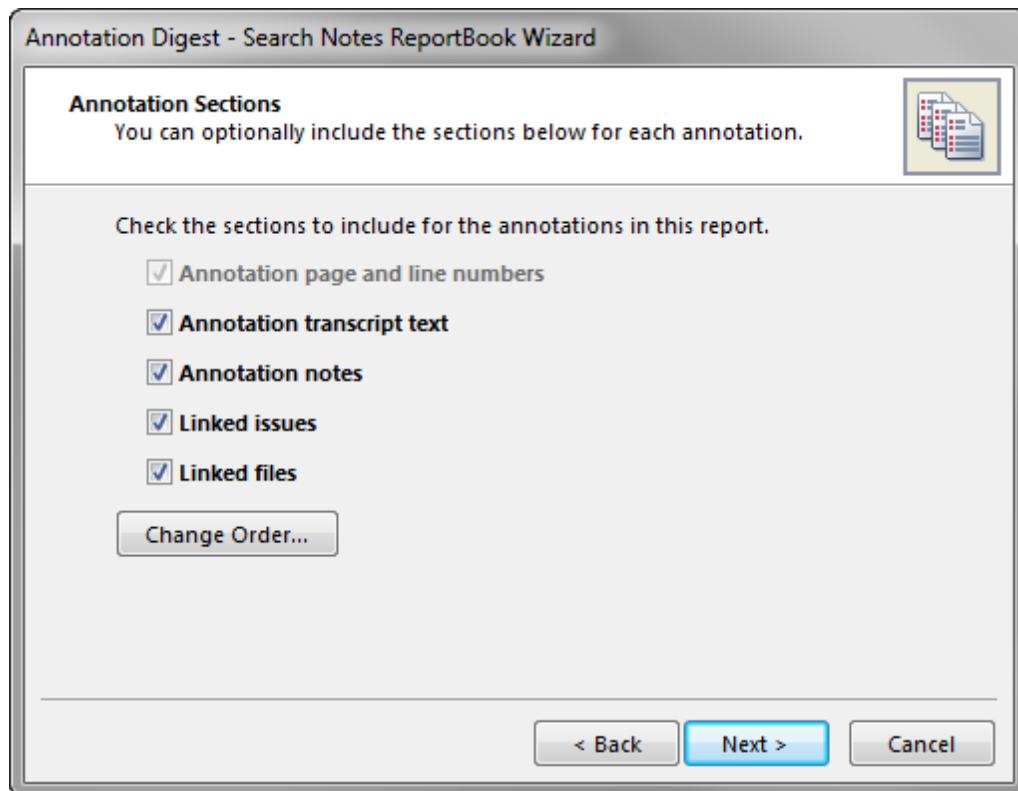 Annotation Digest - Search Notes ReportBook Wizard
Annotation Sections
You can optionally include the sections below for each annotation.
Check the sections to include for the annotations in this report.
Annotation page and line numbers
Annotation transcript text
Annotation notes
Linked issues
Linked files
Change Order...
< Back
Next >
Cancel